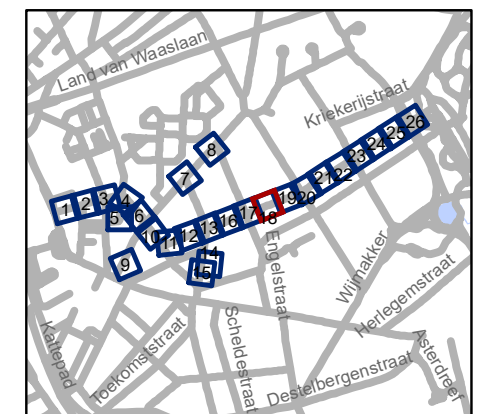 Land van Waaslaan
Kriekerijstraat
8
7
1
2
3
4
5
6
9
10
11
12
13
14
15
16
17
18
19
20
21
22
23
24
25
26
Engelstraat
Wijmakker
Herlegemstraat
Kattepad
Toekomststraat
Scheldestraat
Destelbergenstraat
Asterdreef